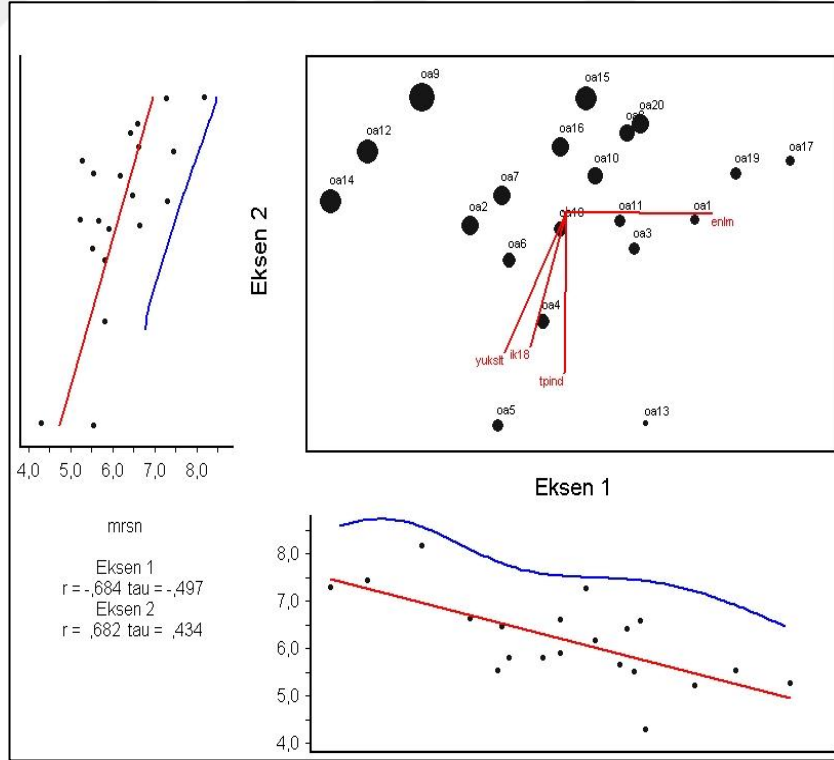 oa9
oa15
oa20
oa12
oa16
oa17
oa19
oa10
oa7
oa14
oa11
oa1
oa2
enlm
oa3
oa6
oa4
yukslt
ik18
tpind
oa5
oa13
Eksen 2
4,0 5,0 6,0 7,0 8,0
Eksen 1
mrsn
Eksen 1
r = -,684 tau = -,497
Eksen 2
r = ,682 tau = ,434
8,0
7,0
6,0
5,0
4,0